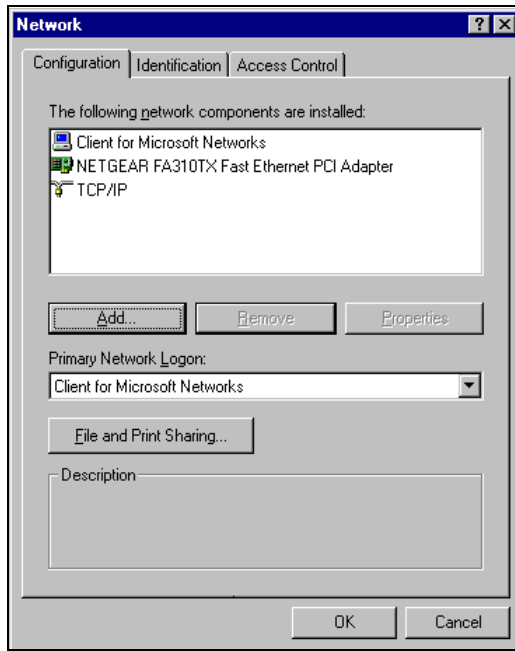 Network
Configuration Identification Access Control
The following network components are installed:
Client for Microsoft Networks
NETGEAR FA310TX Fast Ethernet PCI Adapter
TCP/IP
Add... Remove Properties
Primary Network Logon:
Client for Microsoft Networks
File and Print Sharing...
Description
OK Cancel